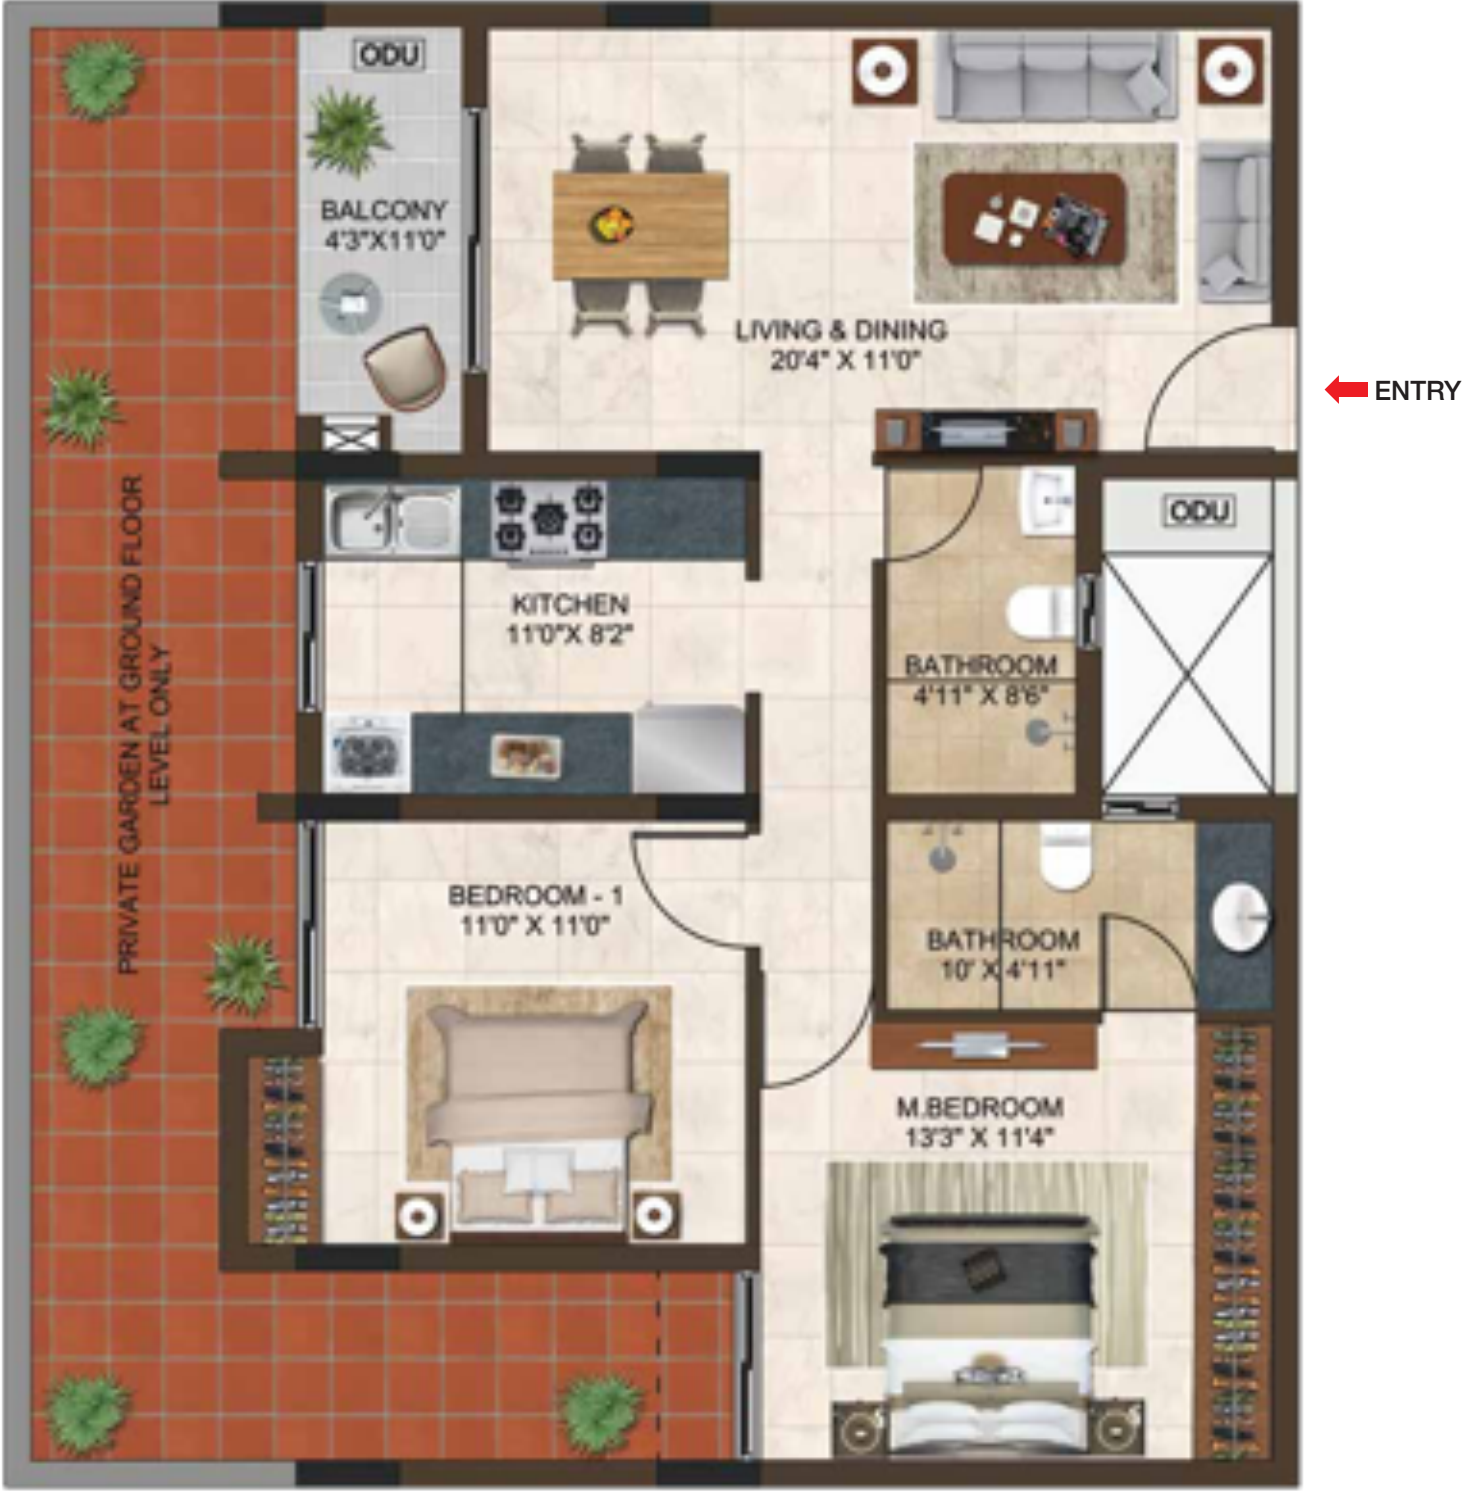 ODU
BALCONY
4'3"X11'0"
LIVING & DINING
20'4" X 11'0"
ENTRY
ODU
KITCHEN
11'0"X 8'2"
BATHROOM
4'11" X 8'6"
PRIVATE GARDEN AT GROUND FLOOR
LEVEL ONLY
BEDROOM - 1
11'0" X 11'0"
BATHROOM
10' X 4'11"
M.BEDROOM
13'3" X 11'4"